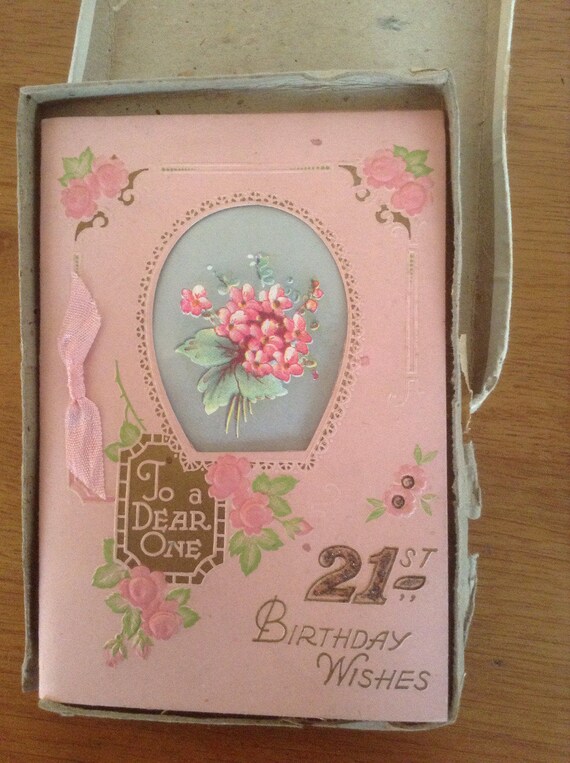 To a
DEAR
ONE
21ST
BIRTHDAY
WISHES